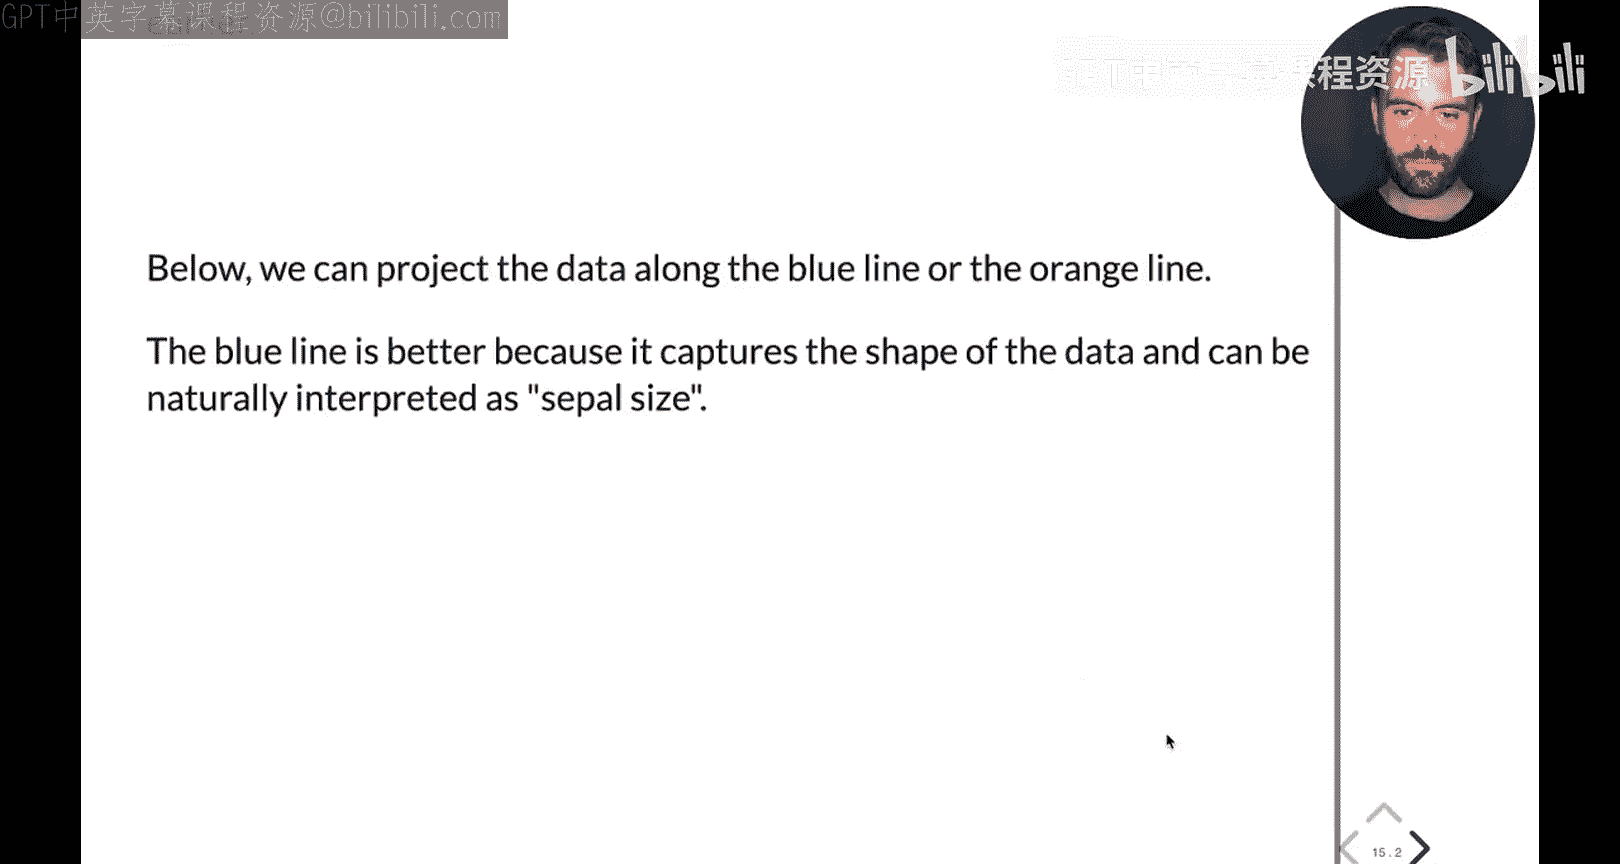 GPT中英字幕课程资源@bilibili.com
课程资源 bilibili
Below, we can project the data along the blue line or the orange line.
The blue line is better because it captures the shape of the data and can be
naturally interpreted as "sepal size".
15.2